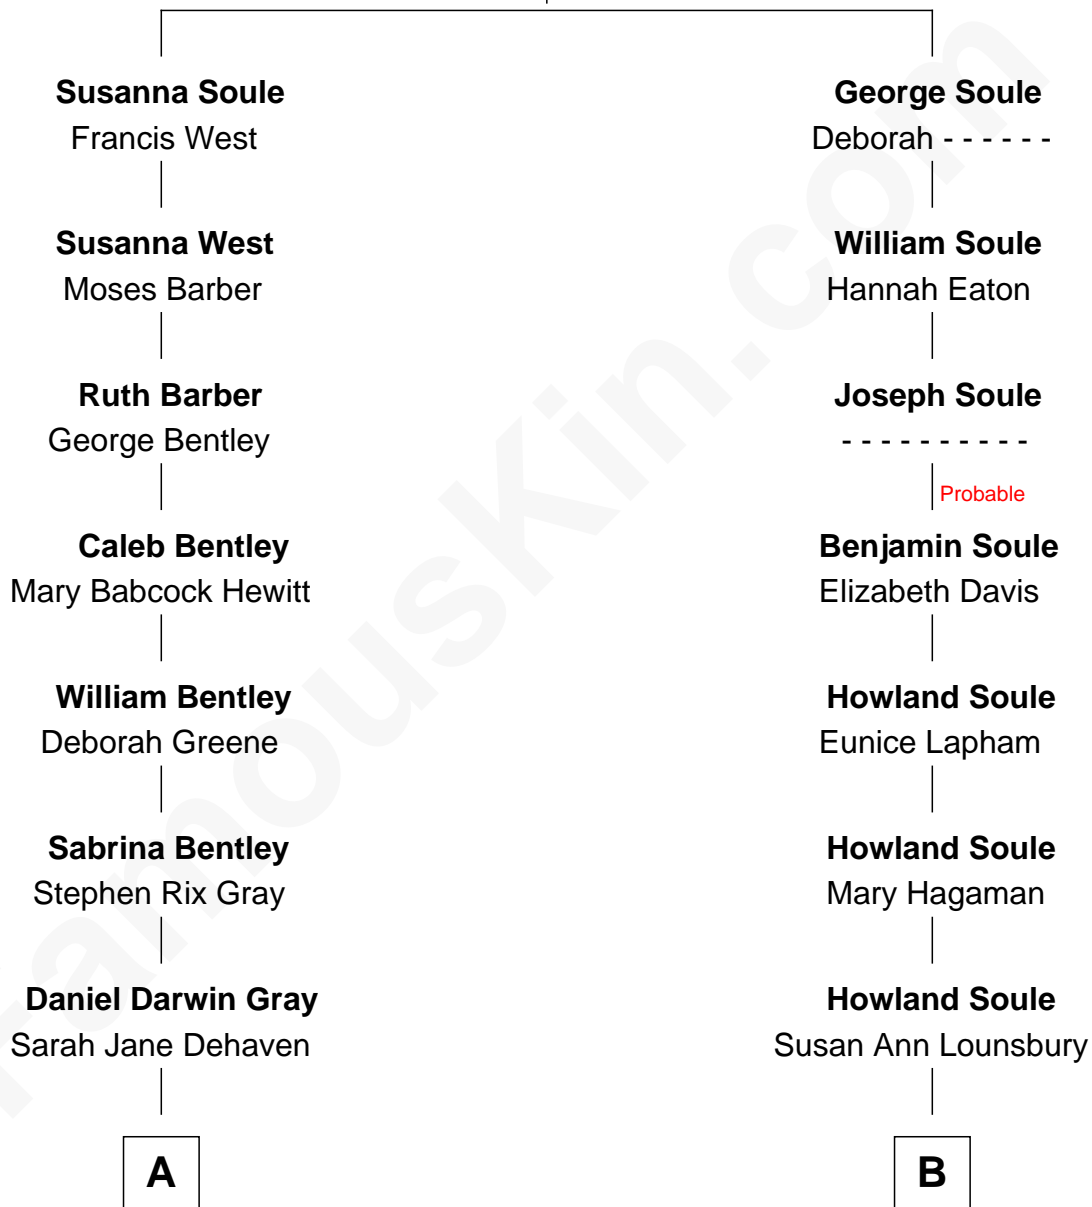 Susanna Soule
Francis West
George Soule
Deborah - - - - - -
Susanna West
Moses Barber
William Soule
Hannah Eaton
Ruth Barber
George Bentley
Joseph Soule
- - - - - - - - - -
Probable
Caleb Bentley
Mary Babcock Hewitt
Benjamin Soule
Elizabeth Davis
William Bentley
Deborah Greene
Howland Soule
Eunice Lapham
Sabrina Bentley
Stephen Rix Gray
Howland Soule
Mary Hagaman
Daniel Darwin Gray
Sarah Jane Dehaven
Howland Soule
Susan Ann Lounsbury
A
B
FamousKin.com